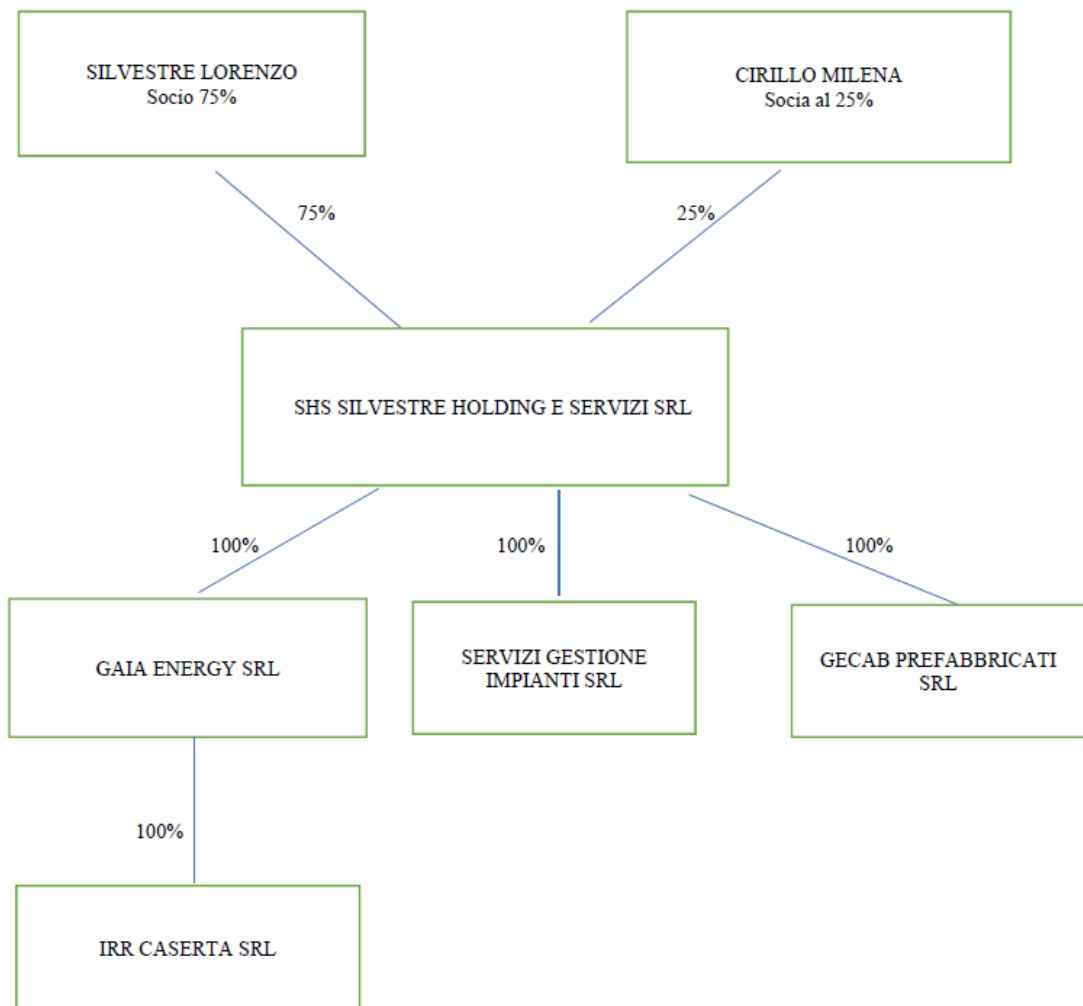 SILVESTRE LORENZO
Socio 75%
CIRILLO MILENA
Socia al 25%
75%
25%
SHS SILVESTRE HOLDING E SERVIZI SRL
100%
100%
100%
GAIA ENERGY SRL
SERVIZI GESTIONE
IMPIANTI SRL
GECAB PREFABBRICATI
SRL
100%
IRR CASERTA SRL